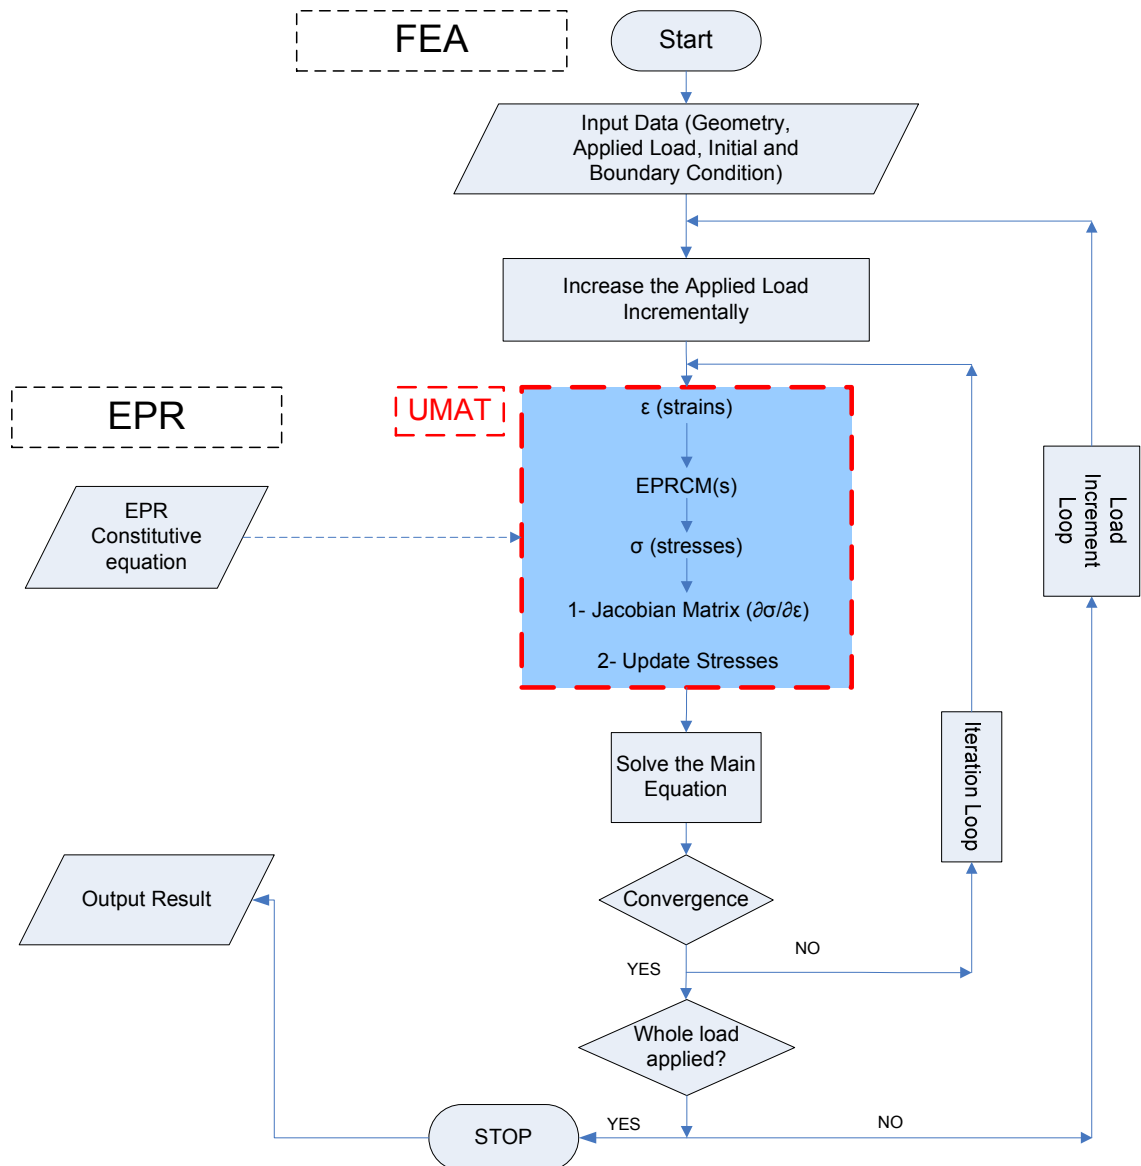 FEA
Start
Input Data (Geometry,
Applied Load, Initial and
Boundary Condition)
Increase the Applied Load
Incrementally
EPR
UMAT
ε (strains)
EPRCM(s)
σ (stresses)
1- Jacobian Matrix (∂σ/∂ε)
2- Update Stresses
EPR
Constitutive
equation
Load
Increment
Loop
Iteration Loop
Solve the Main
Equation
Convergence
Output Result
NO
YES
Whole load
applied?
STOP
YES
NO